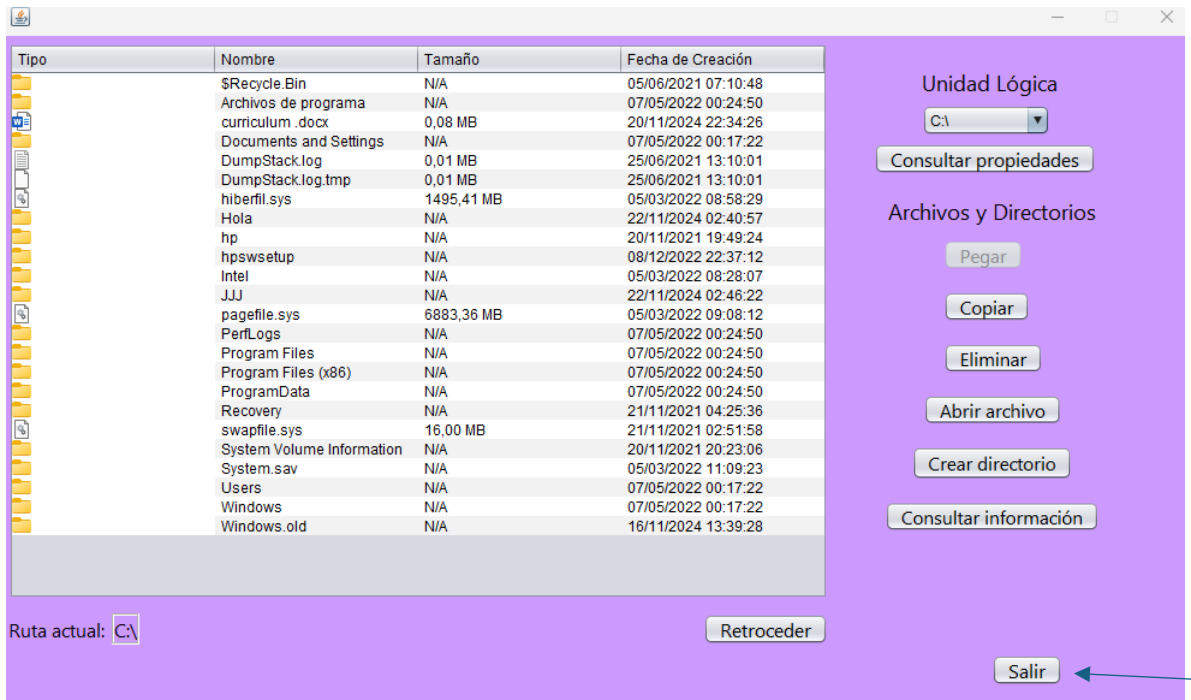 Tipo Nombre Tamaño Fecha de Creación
$Recycle.Bin N/A 05/06/2021 07:10:48
Archivos de programa N/A 07/05/2022 00:24:50
curriculum .docx 0,08 MB 20/11/2024 22:34:26
Documents and Settings N/A 07/05/2022 00:17:22
DumpStack.log 0,01 MB 25/06/2021 13:10:01
DumpStack.log.tmp 0,01 MB 25/06/2021 13:10:01
hiberfil.sys 1495,41 MB 05/03/2022 08:58:29
Hola N/A 22/11/2024 02:40:57
hp N/A 20/11/2021 19:49:24
hpswsetup N/A 08/12/2022 22:37:12
Intel N/A 05/03/2022 08:28:07
JJJ N/A 22/11/2024 02:46:22
pagefile.sys 6883,36 MB 05/03/2022 09:08:12
PerfLogs N/A 07/05/2022 00:24:50
Program Files N/A 07/05/2022 00:24:50
Program Files (x86) N/A 07/05/2022 00:24:50
ProgramData N/A 07/05/2022 00:24:50
Recovery N/A 21/11/2021 04:25:36
swapfile.sys 16,00 MB 21/11/2021 02:51:58
System Volume Information N/A 20/11/2021 20:23:06
System.sav N/A 05/03/2022 11:09:23
Users N/A 07/05/2022 00:17:22
Windows N/A 07/05/2022 00:17:22
Windows.old N/A 16/11/2024 13:39:28
Unidad Lógica
C:\
Consultar propiedades
Archivos y Directorios
Pegar
Copiar
Eliminar
Abrir archivo
Crear directorio
Consultar información
Ruta actual: C:\
Retroceder
Salir